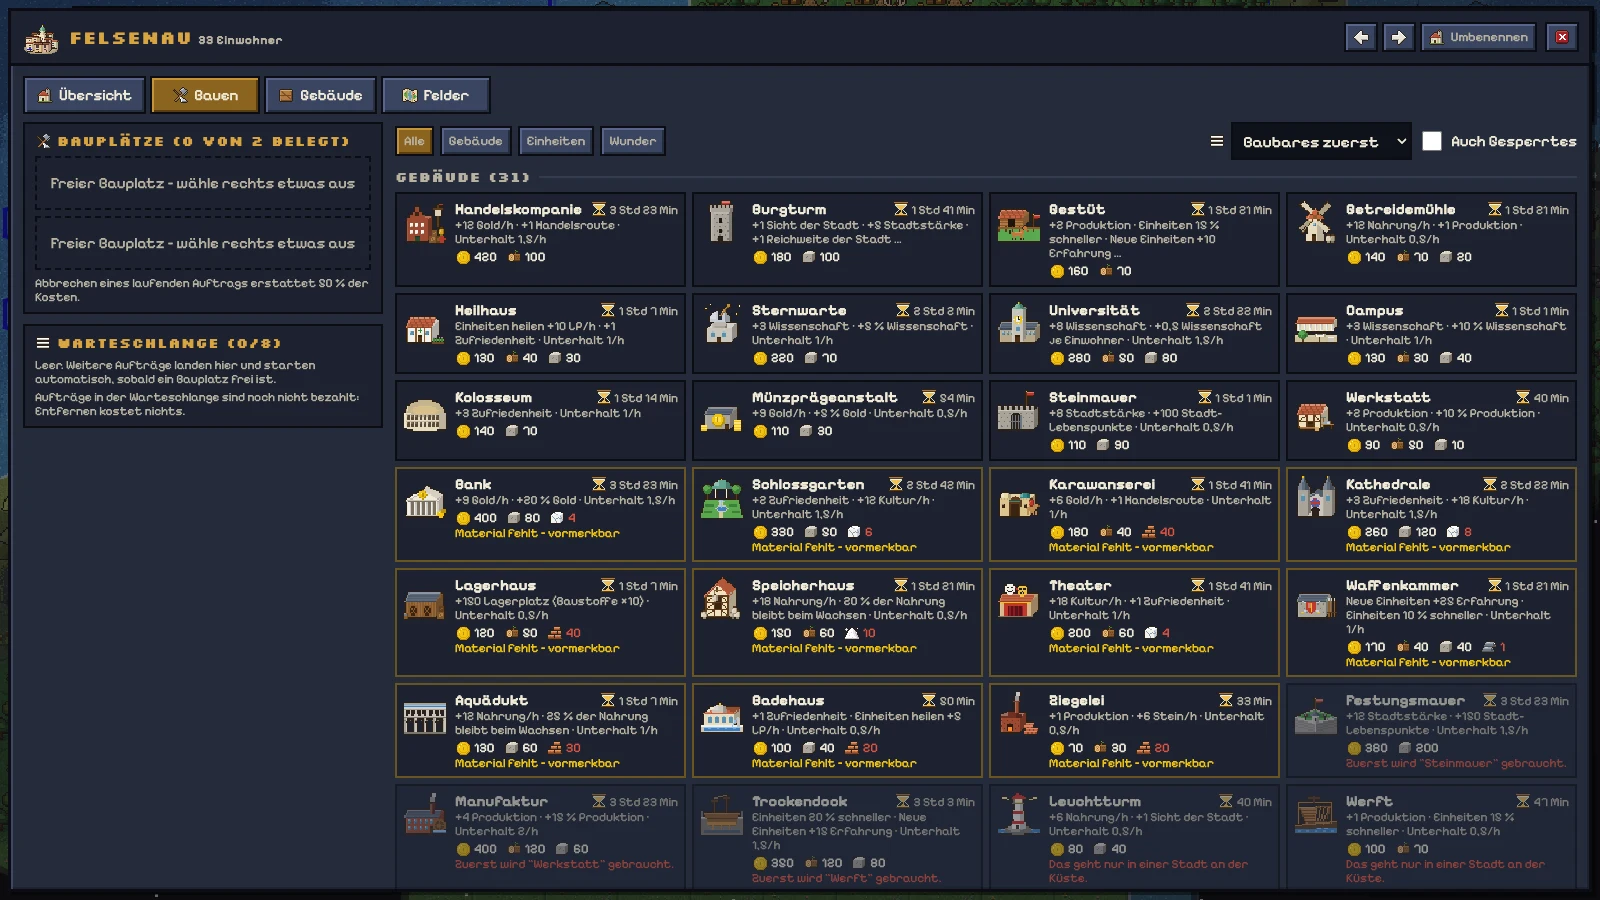 FELSENAU 33 Einwohner
Umbenennen
Übersicht
Bauen
Gebäude
Felder
BAUPLÄTZE (0 VON 2 BELEGT)
Freier Bauplatz - wähle rechts etwas aus
Freier Bauplatz - wähle rechts etwas aus
Abbrechen eines laufenden Auftrags erstattet 50 % der
Kosten.
WARTESCHLANGE (0/8)
Leer. Weitere Aufträge landen hier und starten
automatisch, sobald ein Bauplatz frei ist.
Aufträge in der Warteschlange sind noch nicht bezahlt:
Entfernen kostet nichts.
Alle
Gebäude
Einheiten
Wunder
Baubares zuerst
Auch Gesperrtes
GEBÄUDE (31)
Handelskompanie 3 Std 23 Min
+12 Gold/h · +1 Handelsroute ·
Unterhalt 1,5/h
420 100
Burgturm 1 Std 41 Min
+1 Sicht der Stadt · +5 Stadtstärke ·
+1 Reichweite der Stadt ...
180 100
Gestüt 1 Std 21 Min
+2 Produktion · Einheiten 15 %
schneller · Neue Einheiten +10
Erfahrung ...
160 70
Getreidemühle 1 Std 21 Min
+12 Nahrung/h · +1 Produktion ·
Unterhalt 0,5/h
140 70 20
Heilhaus 1 Std 7 Min
Einheiten heilen +10 LP/h · +1
Zufriedenheit · Unterhalt 1/h
130 40 30
Sternwarte 2 Std 2 Min
+3 Wissenschaft · +5 % Wissenschaft ·
Unterhalt 1/h
220 70
Universität 2 Std 22 Min
+8 Wissenschaft · +0,5 Wissenschaft
je Einwohner · Unterhalt 1,5/h
280 50 80
Campus 1 Std 1 Min
+3 Wissenschaft · +10 % Wissenschaft
· Unterhalt 1/h
130 30 40
Kolosseum 1 Std 14 Min
+3 Zufriedenheit · Unterhalt 1/h
140 70
Münzprägeanstalt 54 Min
+9 Gold/h · +5 % Gold · Unterhalt 0,5/h
110 30
Steinmauer 1 Std 1 Min
+8 Stadtstärke · +100 Stadt-
Lebenspunkte · Unterhalt 0,5/h
110 90
Werkstatt 40 Min
+2 Produktion · +10 % Produktion ·
Unterhalt 0,5/h
90 50 10
Bank 3 Std 23 Min
+9 Gold/h · +20 % Gold · Unterhalt 1,5/h
400 80 4
Material fehlt - vormerkbar
Schlossgarten 2 Std 42 Min
+2 Zufriedenheit · +12 Kultur/h ·
Unterhalt 1,5/h
330 50 6
Material fehlt - vormerkbar
Karawanserei 1 Std 41 Min
+6 Gold/h · +1 Handelsroute · Unterhalt
1/h
180 40 40
Material fehlt - vormerkbar
Kathedrale 2 Std 22 Min
+3 Zufriedenheit · +18 Kultur/h ·
Unterhalt 1,5/h
260 120 8
Material fehlt - vormerkbar
Lagerhaus 1 Std 7 Min
+150 Lagerplatz (Baustoffe ×10) ·
Unterhalt 0,5/h
120 50 40
Material fehlt - vormerkbar
Speicherhaus 1 Std 21 Min
+18 Nahrung/h · 20 % der Nahrung
bleibt beim Wachsen · Unterhalt 0,5/h
150 60 10
Material fehlt - vormerkbar
Theater 1 Std 41 Min
+18 Kultur/h · +1 Zufriedenheit ·
Unterhalt 1/h
200 60 4
Material fehlt - vormerkbar
Waffenkammer 1 Std 21 Min
Neue Einheiten +25 Erfahrung ·
Einheiten 10 % schneller · Unterhalt
1/h
170 40 40 1
Material fehlt - vormerkbar
Aquädukt 1 Std 7 Min
+12 Nahrung/h · 25 % der Nahrung
bleibt beim Wachsen · Unterhalt 1/h
130 60 30
Material fehlt - vormerkbar
Badehaus 50 Min
+1 Zufriedenheit · Einheiten heilen +5
LP/h · Unterhalt 0,5/h
100 40 20
Material fehlt - vormerkbar
Ziegelei 33 Min
+1 Produktion · +6 Stein/h · Unterhalt
0,5/h
70 30 20
Material fehlt - vormerkbar
Festungsmauer 3 Std 23 Min
+12 Stadtstärke · +150 Stadt-
Lebenspunkte · Unterhalt 1,5/h
380 200
Zuerst wird "Steinmauer" gebraucht.
Manufaktur 3 Std 23 Min
+4 Produktion · +15 % Produktion ·
Unterhalt 2/h
400 120 60
Zuerst wird "Werkstatt" gebraucht.
Trockendock 3 Std 3 Min
Einheiten 20 % schneller · Neue
Einheiten +15 Erfahrung · Unterhalt
1,5/h
350 120 80
Zuerst wird "Werft" gebraucht.
Leuchtturm 40 Min
+6 Nahrung/h · +1 Sicht der Stadt ·
Unterhalt 0,5/h
80 40
Das geht nur in einer Stadt an der
Küste.
Werft 47 Min
+1 Produktion · Einheiten 15 %
schneller · Unterhalt 0,5/h
100 70
Das geht nur in einer Stadt an der
Küste.